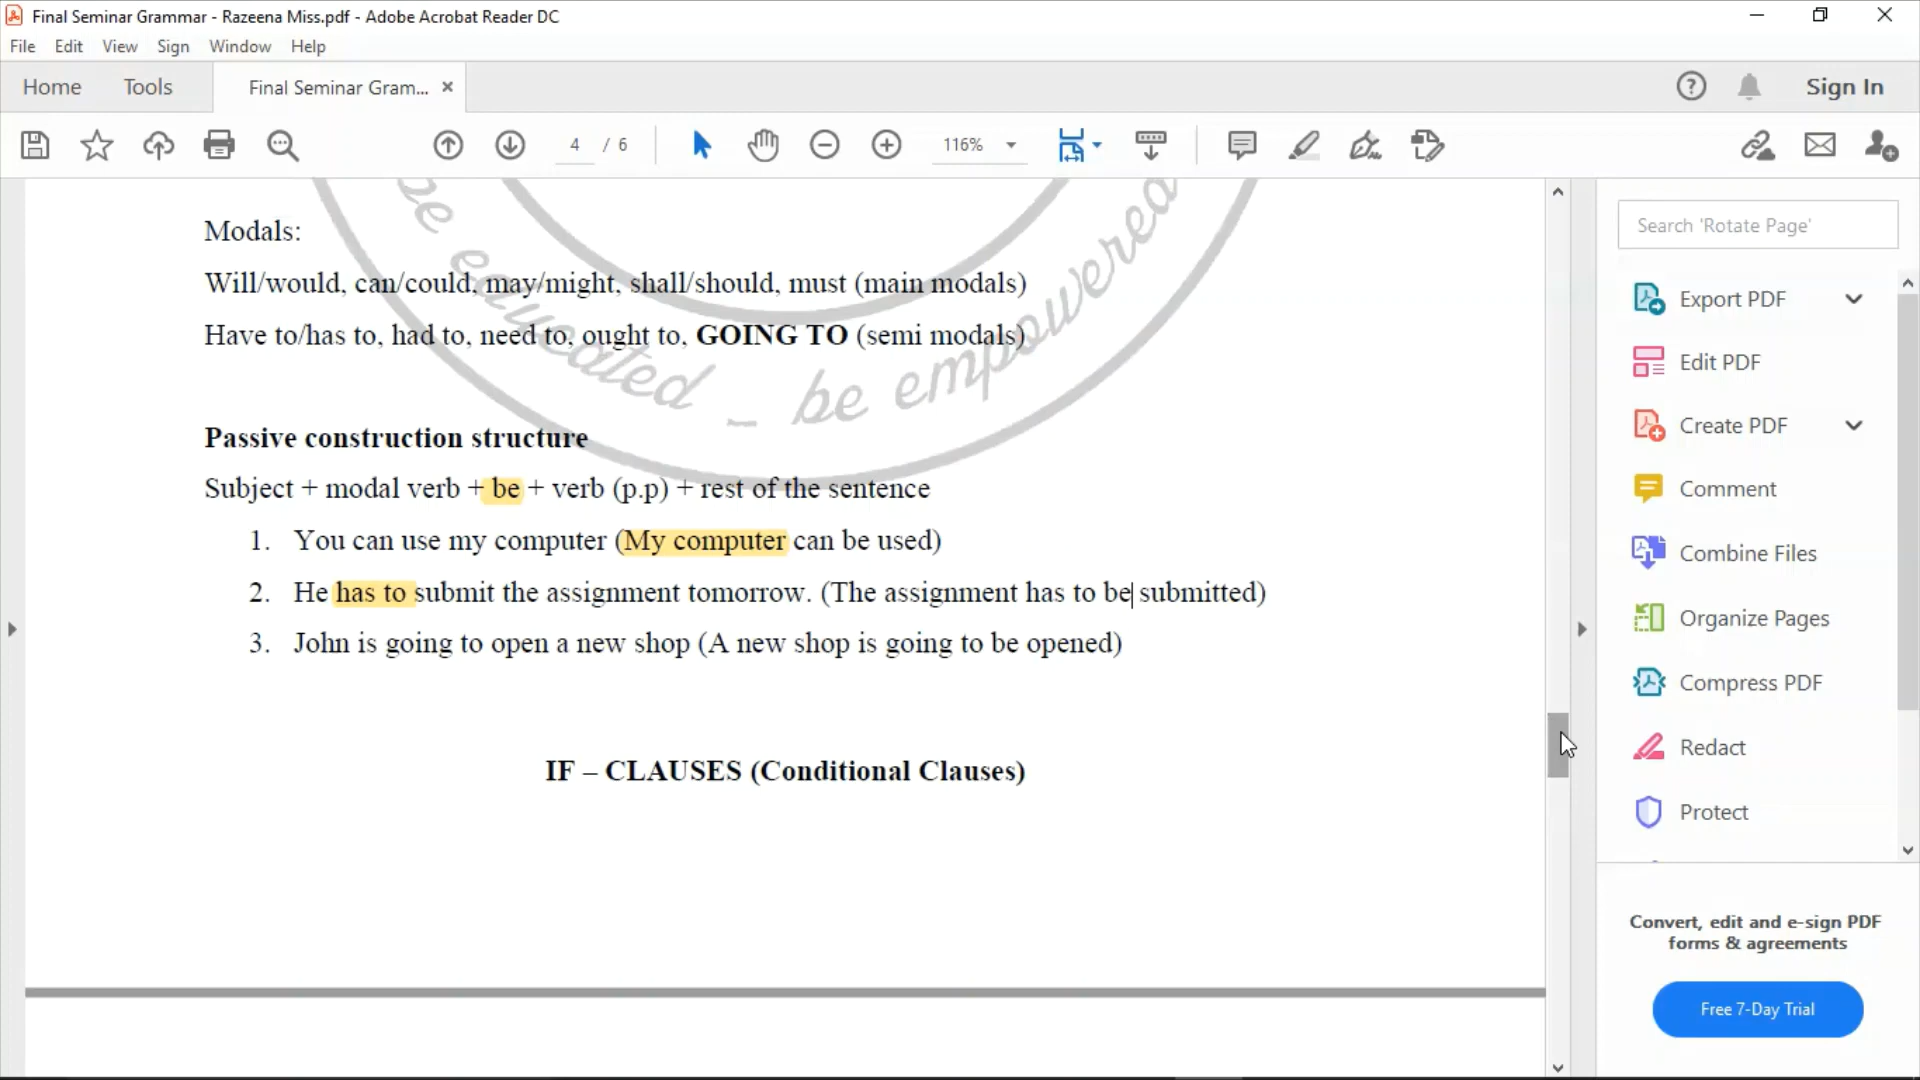 Final Seminar Grammar - Razeena Miss.pdf - Adobe Acrobat Reader DC
File Edit View Sign Window Help
Home Tools Final Seminar Gram... × Sign In
4 / 6 116%
Modals:
Will/would, can/could, may/might, shall/should, must (main modals)
Have to/has to, had to, need to, ought to, GOING TO (semi modals)
be educated – be empowered
Passive construction structure
Subject + modal verb + be + verb (p.p) + rest of the sentence
1. You can use my computer (My computer can be used)
2. He has to submit the assignment tomorrow. (The assignment has to be submitted)
3. John is going to open a new shop (A new shop is going to be opened)
IF – CLAUSES (Conditional Clauses)
Search 'Rotate Page'
Export PDF
Edit PDF
Create PDF
Comment
Combine Files
Organize Pages
Compress PDF
Redact
Protect
Convert, edit and e-sign PDF
forms & agreements
Free 7-Day Trial